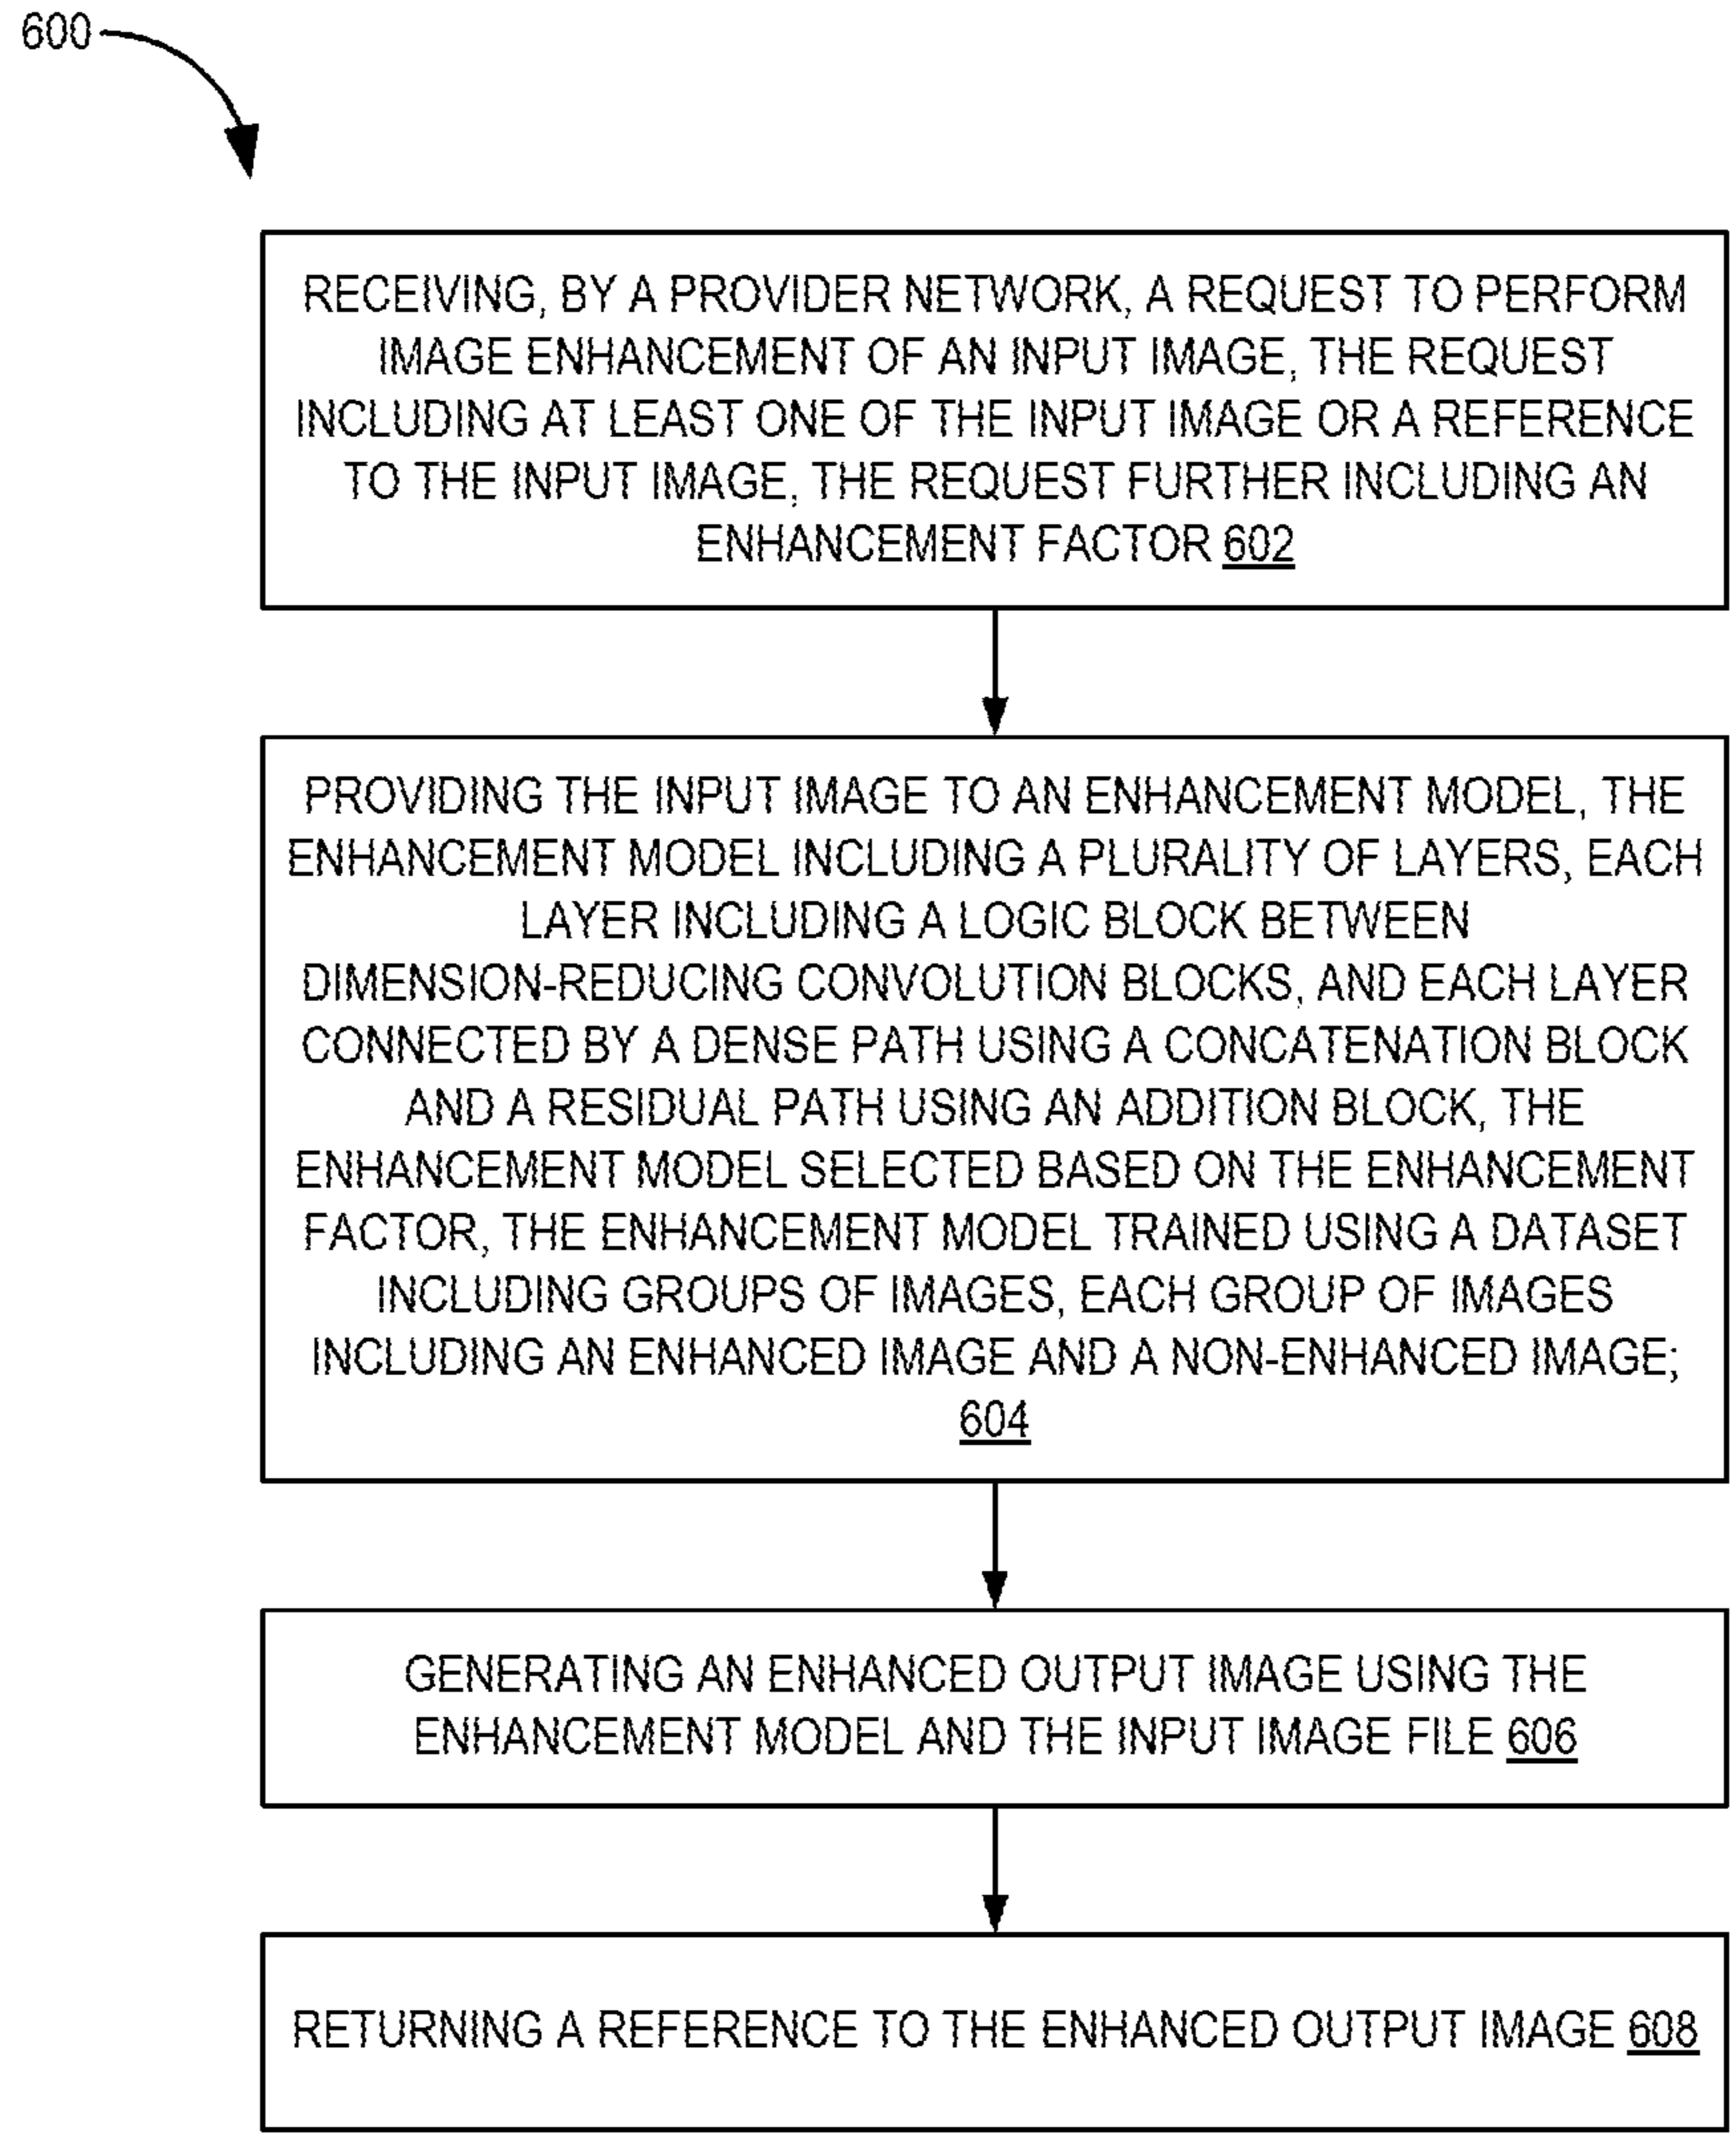 600
RECEIVING, BY A PROVIDER NETWORK, A REQUEST TO PERFORM
IMAGE ENHANCEMENT OF AN INPUT IMAGE, THE REQUEST
INCLUDING AT LEAST ONE OF THE INPUT IMAGE OR A REFERENCE
TO THE INPUT IMAGE, THE REQUEST FURTHER INCLUDING AN
ENHANCEMENT FACTOR 602
PROVIDING THE INPUT IMAGE TO AN ENHANCEMENT MODEL, THE
ENHANCEMENT MODEL INCLUDING A PLURALITY OF LAYERS, EACH
LAYER INCLUDING A LOGIC BLOCK BETWEEN
DIMENSION-REDUCING CONVOLUTION BLOCKS, AND EACH LAYER
CONNECTED BY A DENSE PATH USING A CONCATENATION BLOCK
AND A RESIDUAL PATH USING AN ADDITION BLOCK, THE
ENHANCEMENT MODEL SELECTED BASED ON THE ENHANCEMENT
FACTOR, THE ENHANCEMENT MODEL TRAINED USING A DATASET
INCLUDING GROUPS OF IMAGES, EACH GROUP OF IMAGES
INCLUDING AN ENHANCED IMAGE AND A NON-ENHANCED IMAGE;
604
GENERATING AN ENHANCED OUTPUT IMAGE USING THE
ENHANCEMENT MODEL AND THE INPUT IMAGE FILE 606
RETURNING A REFERENCE TO THE ENHANCED OUTPUT IMAGE 608